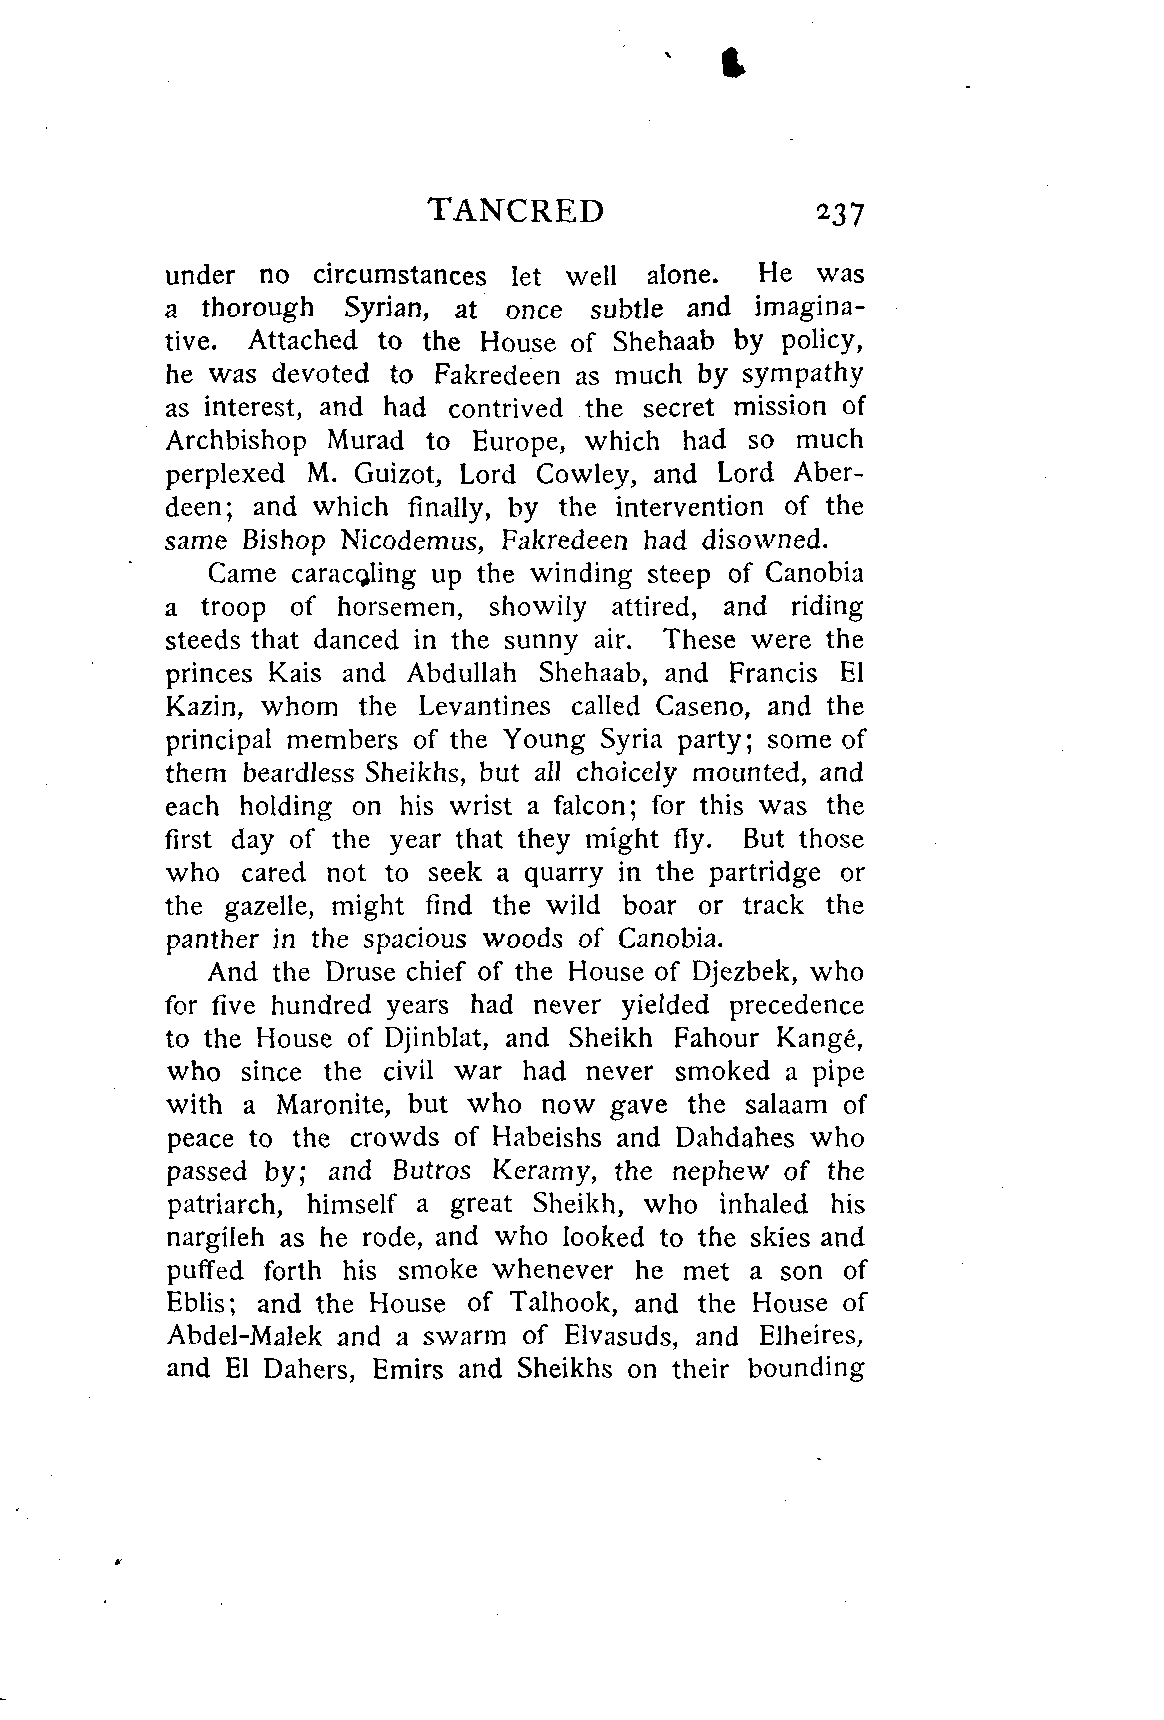 TANCRED 237
under no circumstances let well alone. He was
a thorough Syrian, at once subtle and imagina-
tive. Attached to the House of Shehaab by policy,
he was devoted to Fakredeen as much by sympathy
as interest, and had contrived the secret mission of
Archbishop Murad to Europe, which had so much
perplexed M. Guizot, Lord Cowley, and Lord Aber-
deen; and which finally, by the intervention of the
same Bishop Nicodemus, Fakredeen had disowned.
Came caracoling up the winding steep of Canobia
a troop of horsemen, showily attired, and riding
steeds that danced in the sunny air. These were the
princes Kais and Abdullah Shehaab, and Francis El
Kazin, whom the Levantines called Caseno, and the
principal members of the Young Syria party; some of
them beardless Sheikhs, but all choicely mounted, and
each holding on his wrist a falcon; for this was the
first day of the year that they might fly. But those
who cared not to seek a quarry in the partridge or
the gazelle, might find the wild boar or track the
panther in the spacious woods of Canobia.
And the Druse chief of the House of Djezbek, who
for five hundred years had never yielded precedence
to the House of Djinblat, and Sheikh Fahour Kangé,
who since the civil war had never smoked a pipe
with a Maronite, but who now gave the salaam of
peace to the crowds of Habeishs and Dahdahes who
passed by; and Butros Keramy, the nephew of the
patriarch, himself a great Sheikh, who inhaled his
nargileh as he rode, and who looked to the skies and
puffed forth his smoke whenever he met a son of
Eblis; and the House of Talhook, and the House of
Abdel-Malek and a swarm of Elvasuds, and Elheires,
and El Dahers, Emirs and Sheikhs on their bounding